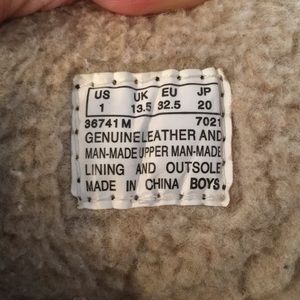 US UK EU JP
1 13.5 32.5 20
36741 M 7021
GENUINE LEATHER AND
MAN-MADE UPPER MAN-MADE
LINING AND OUTSOLE
MADE IN CHINA BOYS